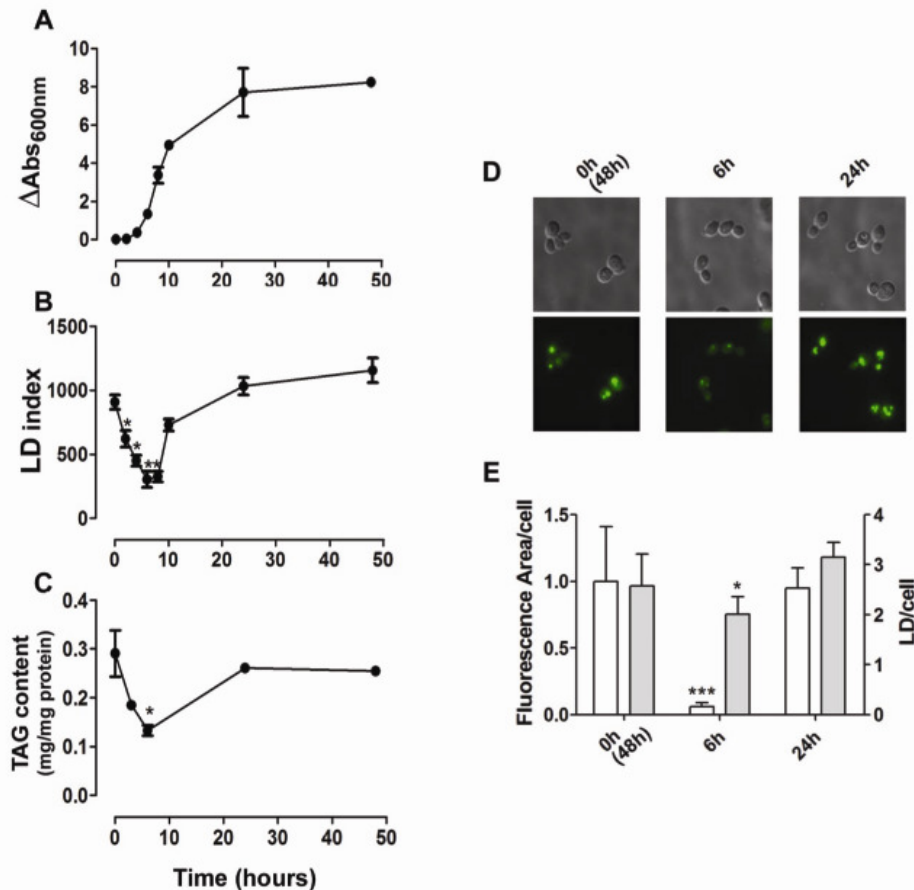 A
10
8
6
4
2
0
ΔAbs600nm
0 10 20 30 40 50
B
1500
1000
500
0
LD index
*
*
**
0 10 20 30 40 50
C
0.4
0.3
0.2
0.1
0.0
TAG content
(mg/mg protein)
*
0 10 20 30 40 50
Time (hours)
D
0h
(48h)
6h
24h
E
1.5
1.0
0.5
0.0
Fluorescence Area/cell
***
*
4
3
2
1
0
LD/cell
0h
(48h)
6h
24h